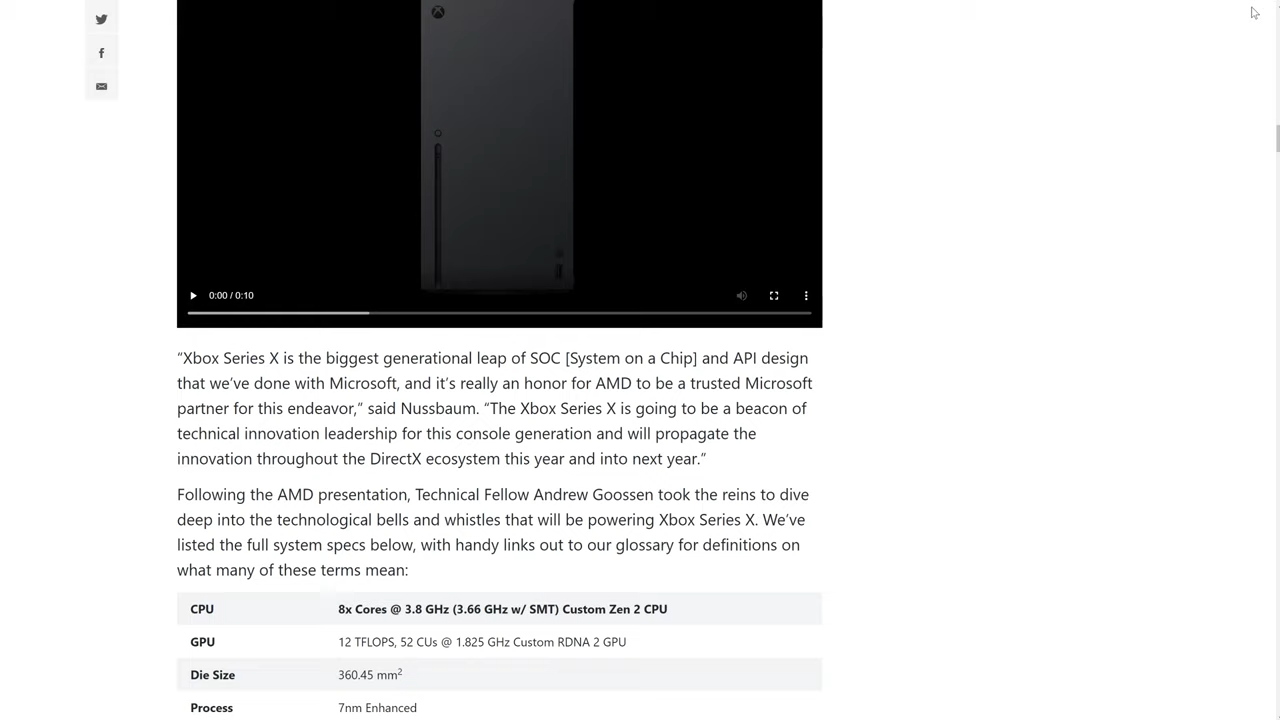 0:00 / 0:10
“Xbox Series X is the biggest generational leap of SOC [System on a Chip] and API design
that we’ve done with Microsoft, and it’s really an honor for AMD to be a trusted Microsoft
partner for this endeavor,” said Nussbaum. “The Xbox Series X is going to be a beacon of
technical innovation leadership for this console generation and will propagate the
innovation throughout the DirectX ecosystem this year and into next year.”
Following the AMD presentation, Technical Fellow Andrew Goossen took the reins to dive
deep into the technological bells and whistles that will be powering Xbox Series X. We’ve
listed the full system specs below, with handy links out to our glossary for definitions on
what many of these terms mean:
CPU 8x Cores @ 3.8 GHz (3.66 GHz w/ SMT) Custom Zen 2 CPU
GPU 12 TFLOPS, 52 CUs @ 1.825 GHz Custom RDNA 2 GPU
Die Size 360.45 mm²
Process 7nm Enhanced